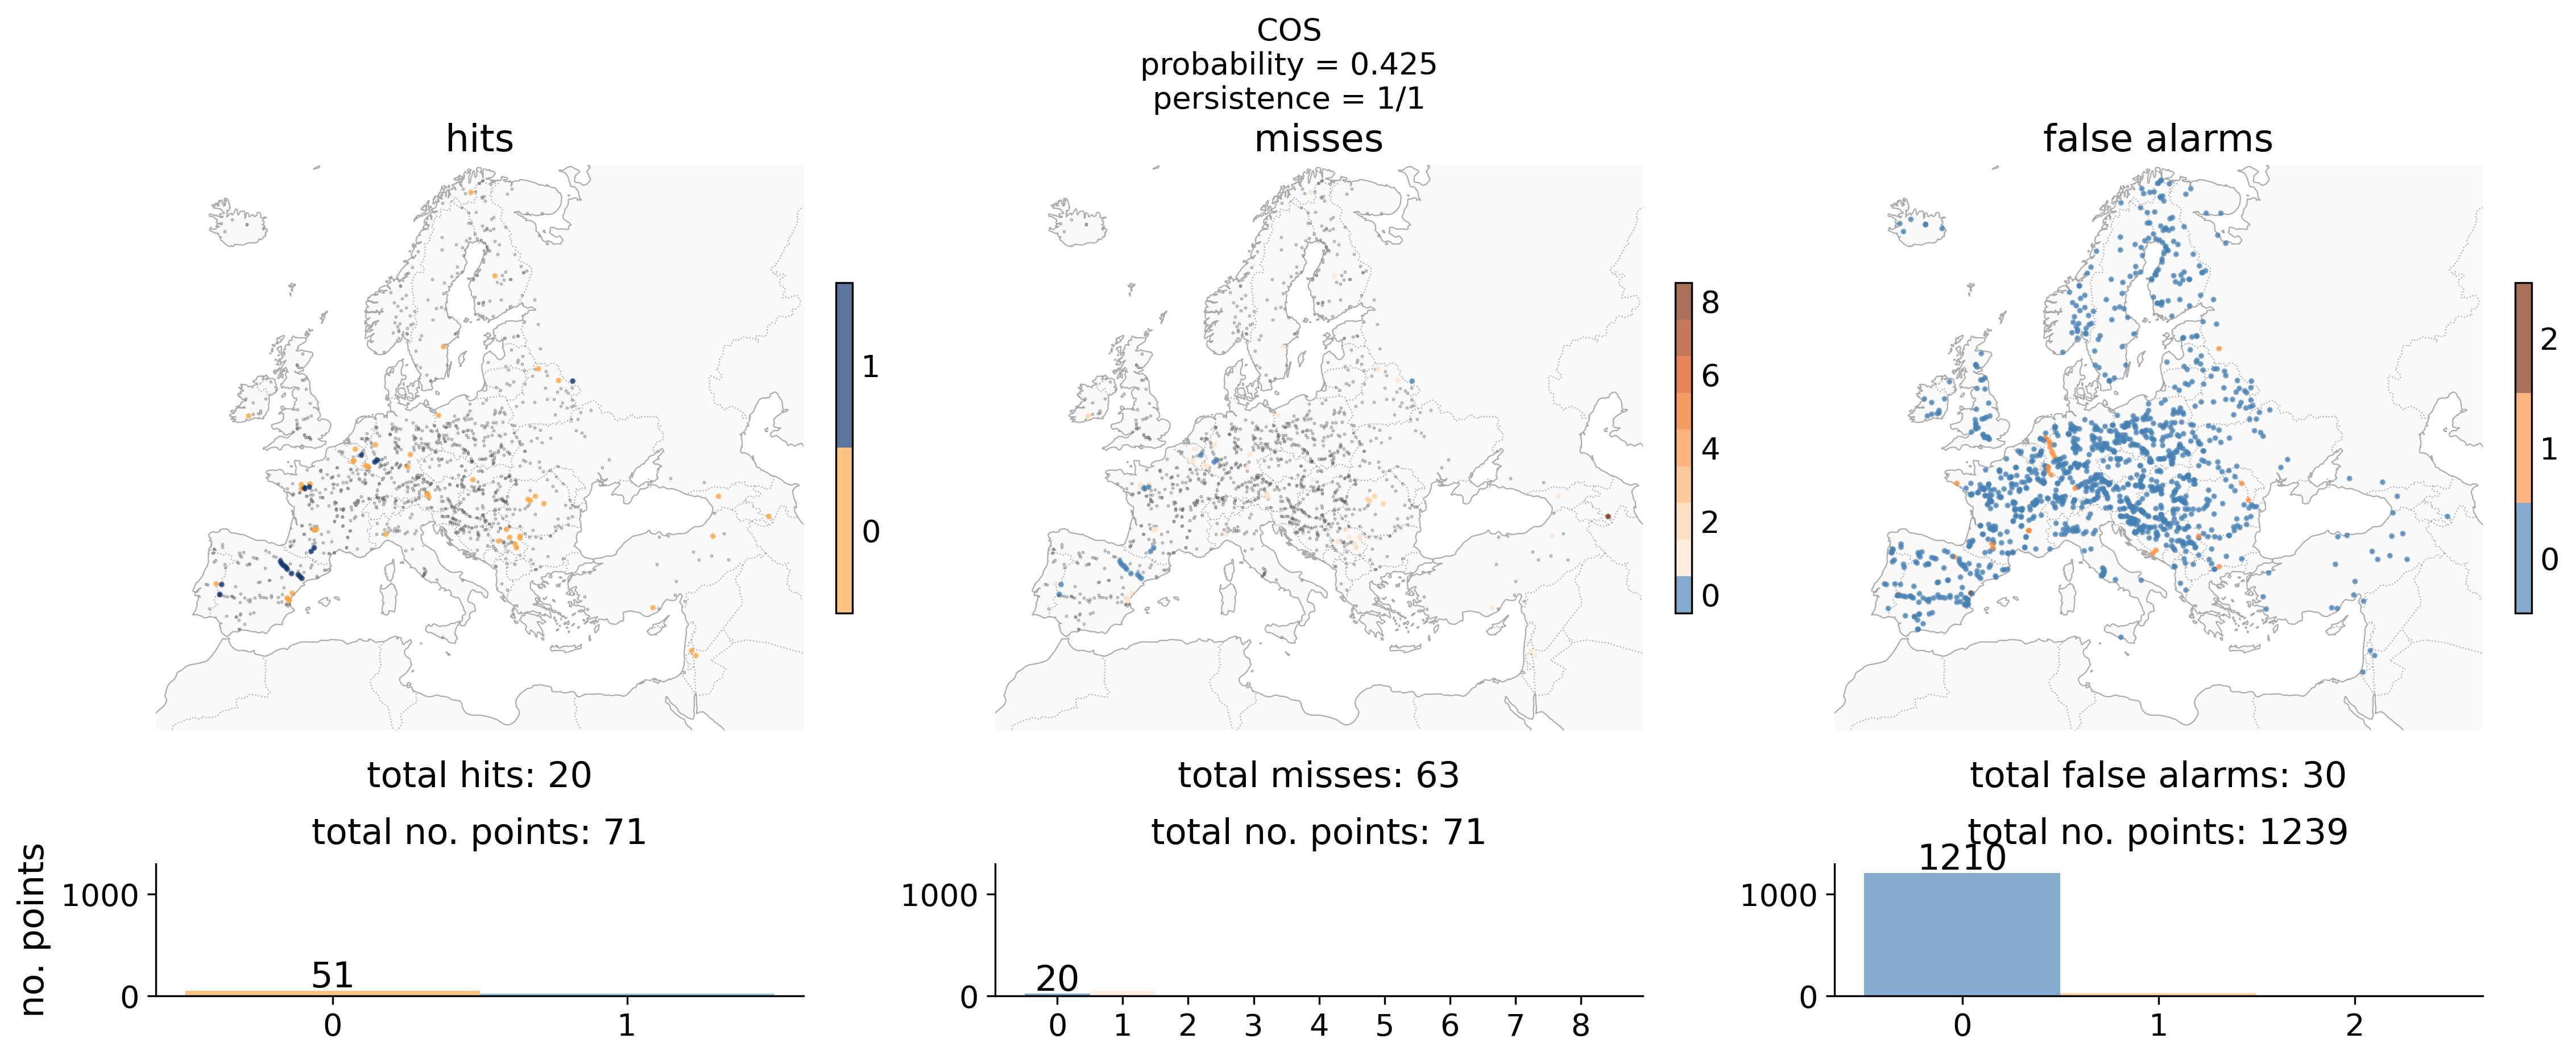 COS
probability = 0.425
persistence = 1/1
hits
misses
false alarms
1
0
8
6
4
2
0
2
1
0
total hits: 20
total misses: 63
total false alarms: 30
total no. points: 71
total no. points: 71
total no. points: 1239
no. points
1000
0
51
0
1
1000
0
20
0 1 2 3 4 5 6 7 8
1000
0
1210
0 1 2